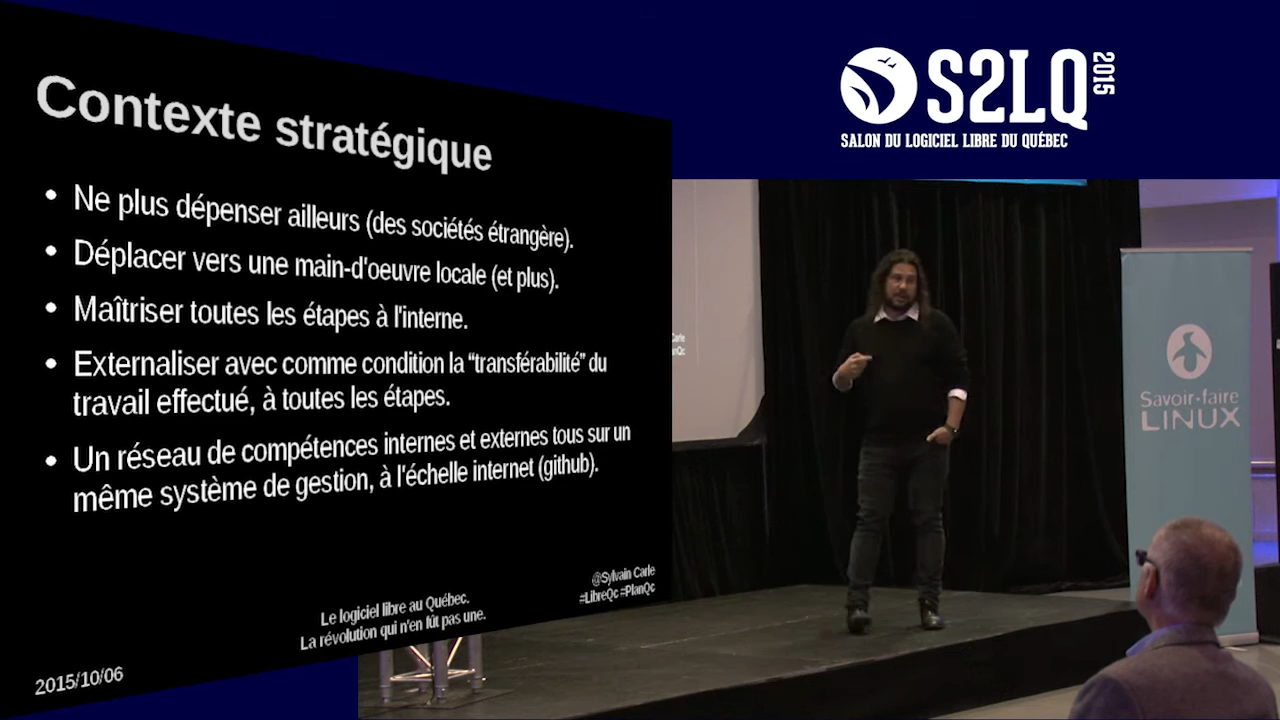 Contexte stratégique
• Ne plus dépenser ailleurs (des sociétés étrangère).
• Déplacer vers une main-d'oeuvre locale (et plus).
• Maîtriser toutes les étapes à l'interne.
• Externaliser avec comme condition la “transférabilité” du
travail effectué, à toutes les étapes.
• Un réseau de compétences internes et externes tous sur un
même système de gestion, à l'échelle internet (github).
@Sylvain Carle
#LibreQc #PlanQc
Le logiciel libre au Québec.
La révolution qui n'en fût pas une.
2015/10/06
S2LQ 2015
SALON DU LOGICIEL LIBRE DU QUÉBEC
Savoir-faire
LINUX